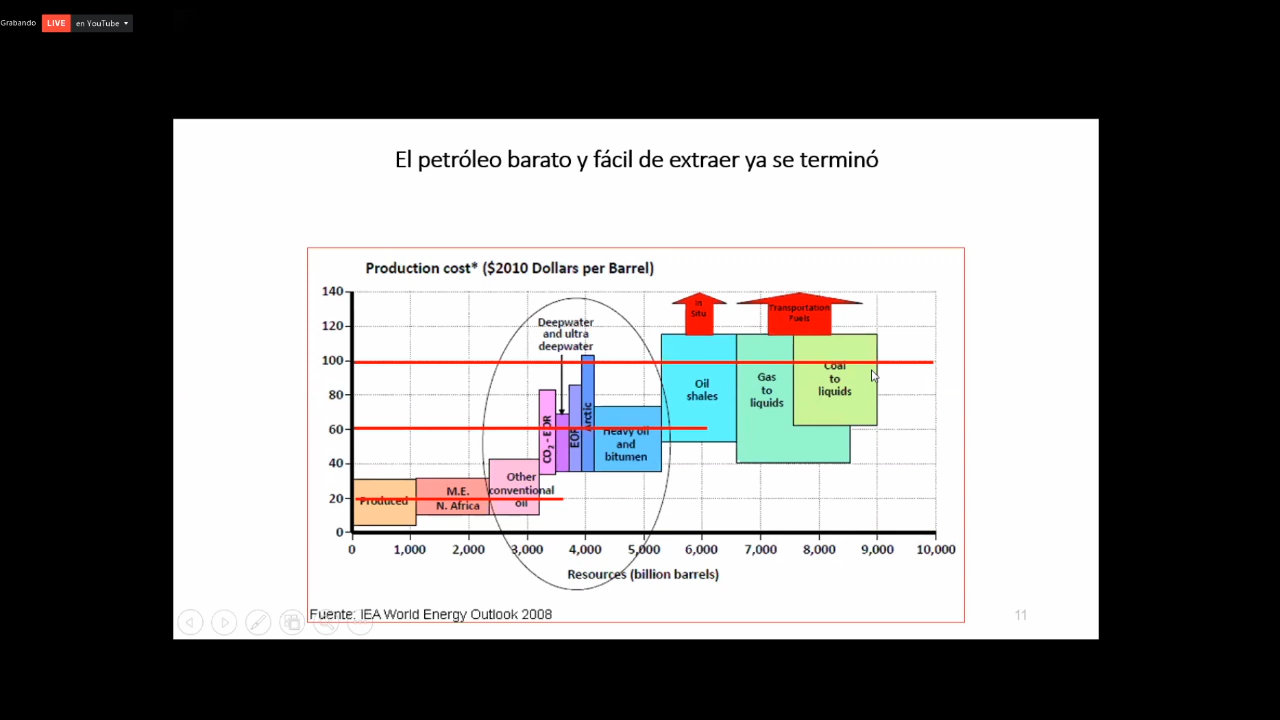 Grabando
LIVE
en YouTube
El petróleo barato y fácil de extraer ya se terminó
Production cost* ($2010 Dollars per Barrel)
140
120
100
80
60
40
20
0
In
Situ
Transportation
Fuels
Deepwater
and ultra
deepwater
Produced
M.E.
N. Africa
Other
conventional
oil
CO₂ - EOR
EOR
Arctic
Heavy oil
and
bitumen
Oil
shales
Gas
to
liquids
Coal
to
liquids
0 1,000 2,000 3,000 4,000 5,000 6,000 7,000 8,000 9,000 10,000
Resources (billion barrels)
Fuente: IEA World Energy Outlook 2008
11